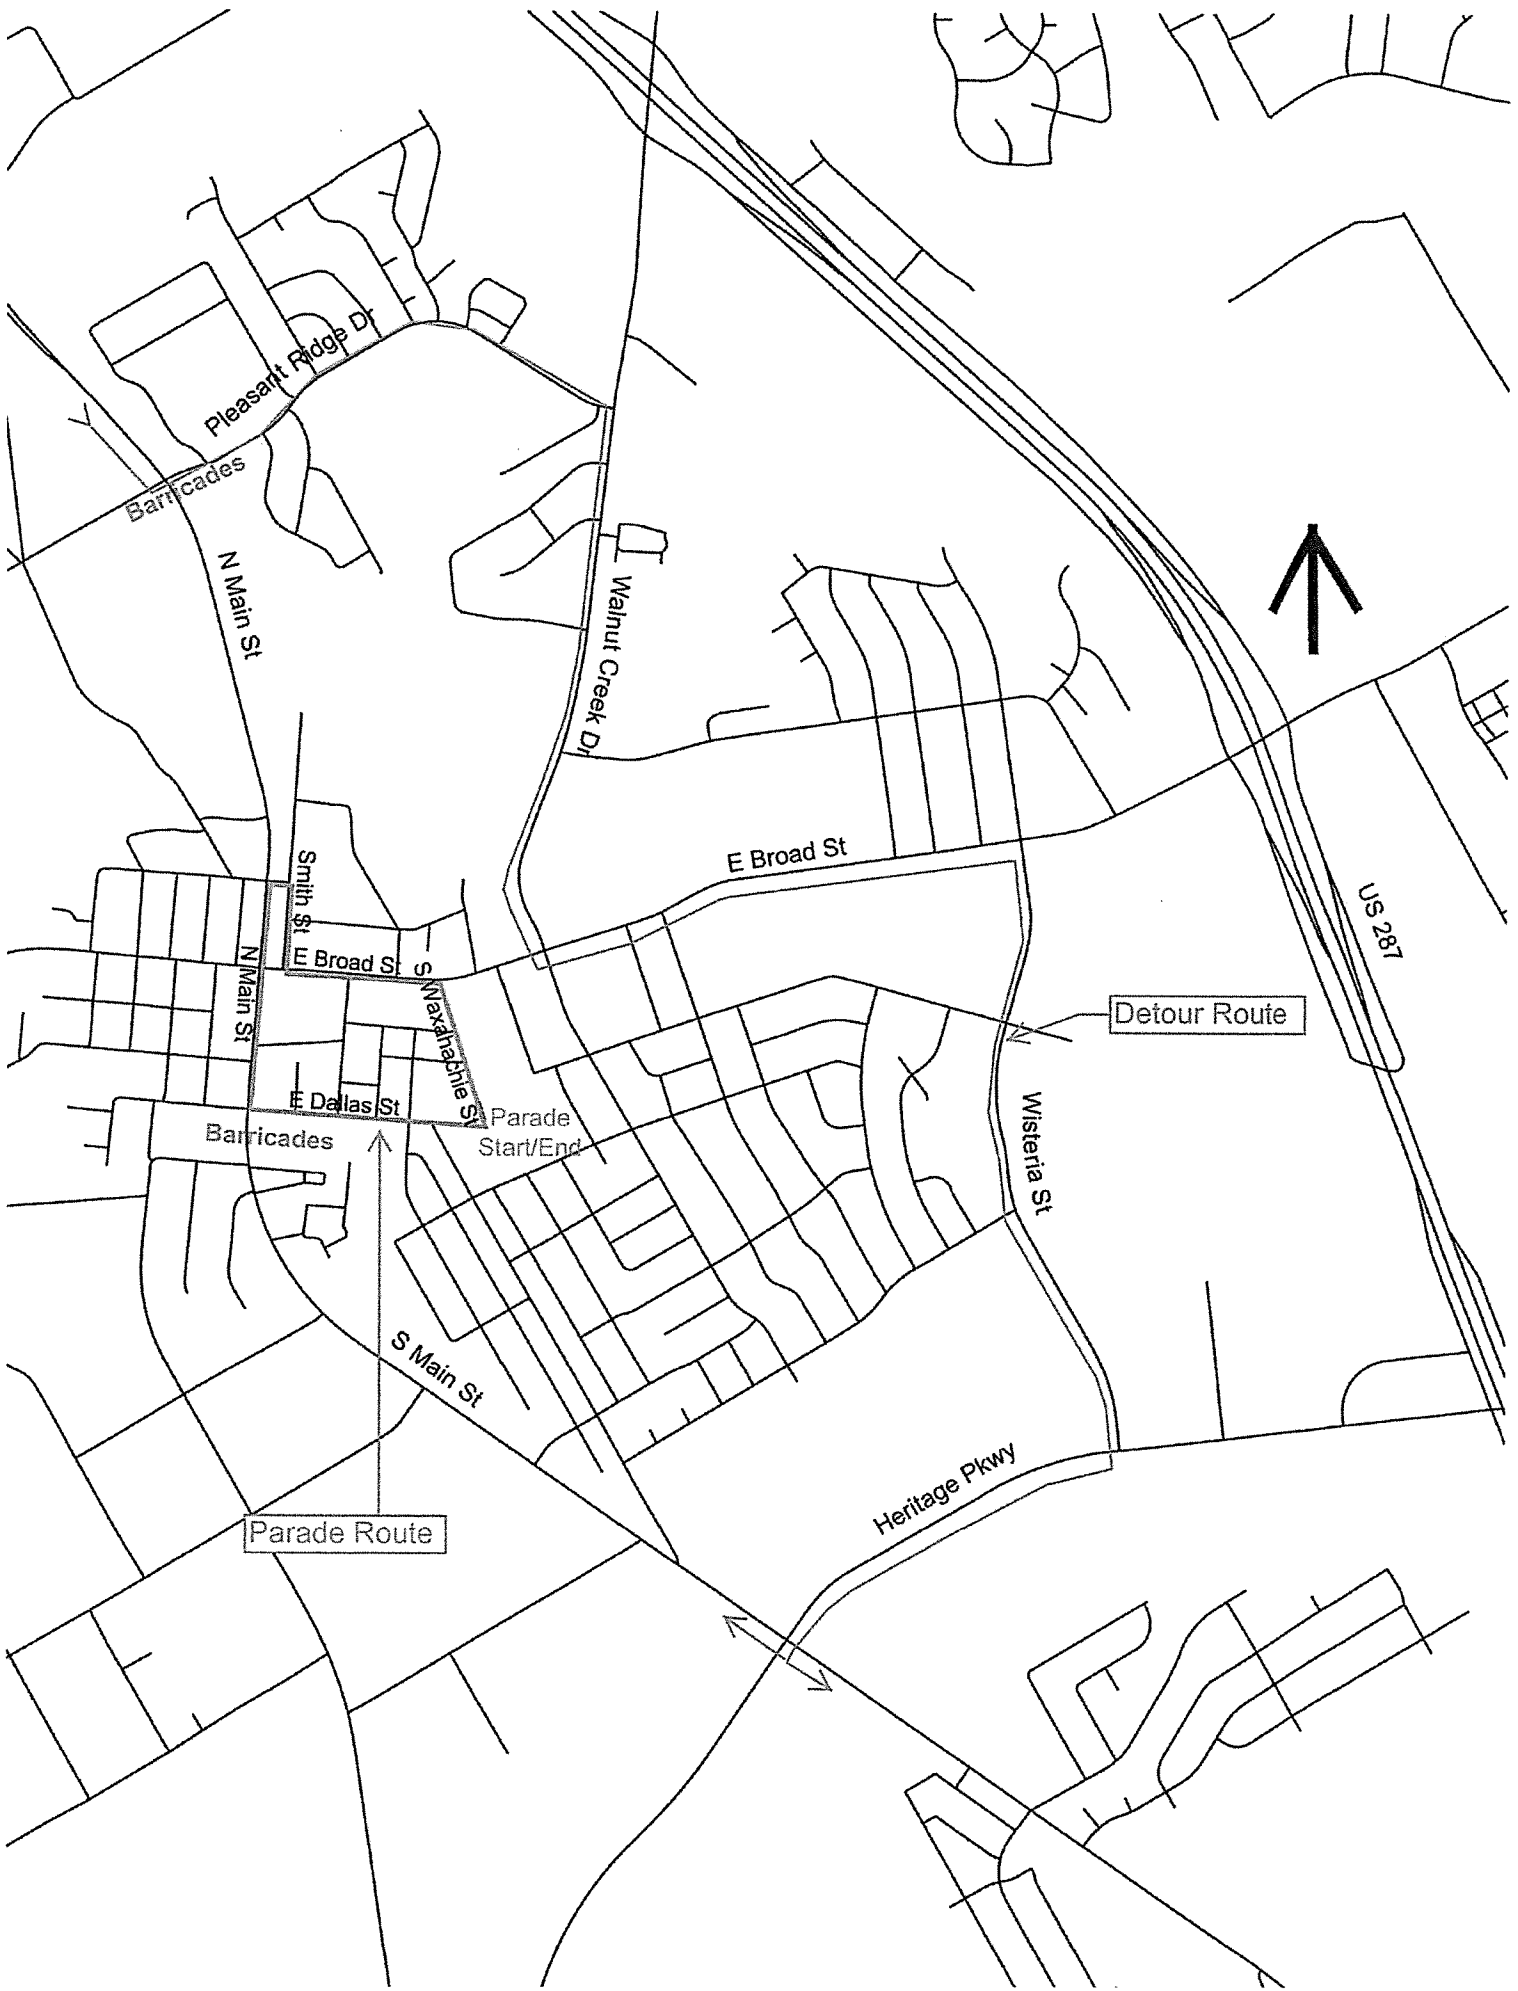 Pleasant Ridge Dr
Barricades
N Main St
Walnut Creek Dr
Smith St
E Broad St
US 287
E Broad St
S Waxahachie St
N Main St
Detour Route
E Dallas St
Parade
Start/End
Barricades
Wisteria St
S Main St
Heritage Pkwy
Parade Route